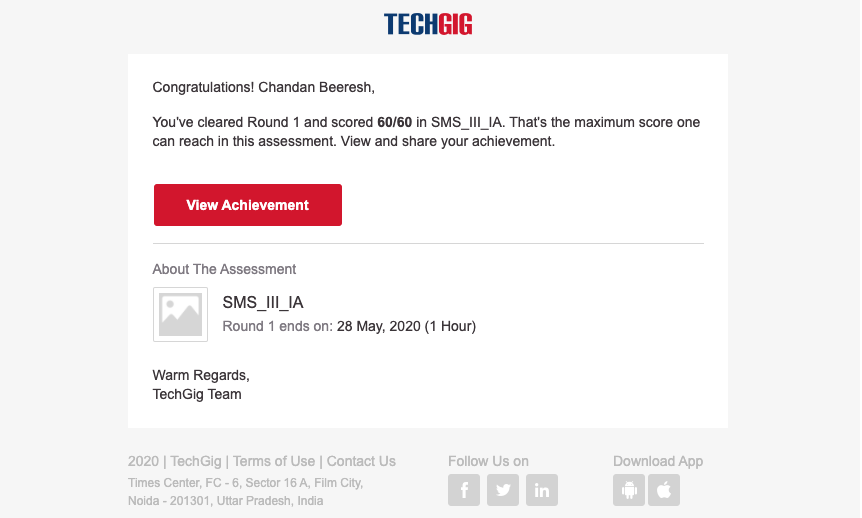 TECHGIG
Congratulations! Chandan Beeresh,
You've cleared Round 1 and scored 60/60 in SMS_III_IA. That's the maximum score one
can reach in this assessment. View and share your achievement.
View Achievement
About The Assessment
SMS_III_IA
Round 1 ends on: 28 May, 2020 (1 Hour)
Warm Regards,
TechGig Team
2020 | TechGig | Terms of Use | Contact Us
Times Center, FC - 6, Sector 16 A, Film City,
Noida - 201301, Uttar Pradesh, India
Follow Us on
Download App